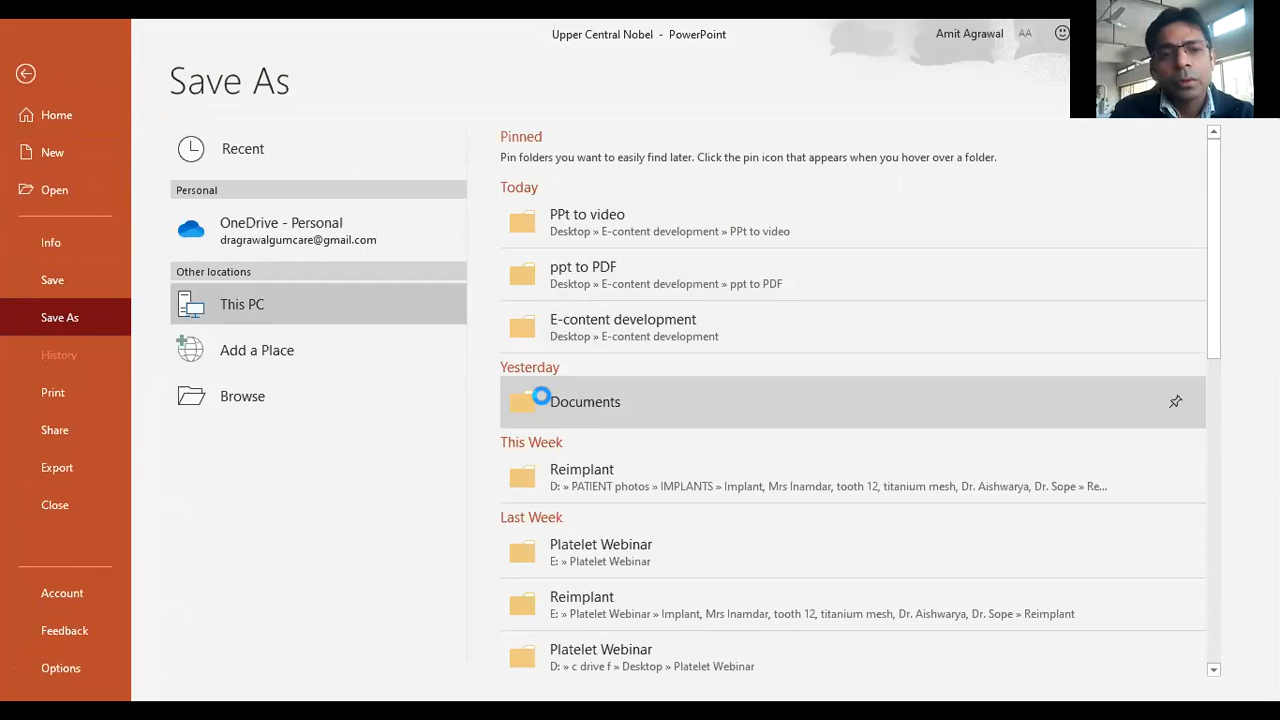 Upper Central Nobel - PowerPoint
Amit Agrawal AA
Save As
Home
New
Open
Info
Save
Save As
History
Print
Share
Export
Close
Account
Feedback
Options
Recent
Personal
OneDrive - Personal
dragrawalgumcare@gmail.com
Other locations
This PC
Add a Place
Browse
Pinned
Pin folders you want to easily find later. Click the pin icon that appears when you hover over a folder.
Today
PPt to video
Desktop » E-content development » PPt to video
ppt to PDF
Desktop » E-content development » ppt to PDF
E-content development
Desktop » E-content development
Yesterday
Documents
This Week
Reimplant
D: » PATIENT photos » IMPLANTS » Implant, Mrs Inamdar, tooth 12, titanium mesh, Dr. Aishwarya, Dr. Sope » Re...
Last Week
Platelet Webinar
E: » Platelet Webinar
Reimplant
E: » Platelet Webinar » Implant, Mrs Inamdar, tooth 12, titanium mesh, Dr. Aishwarya, Dr. Sope » Reimplant
Platelet Webinar
D: » c drive f » Desktop » Platelet Webinar